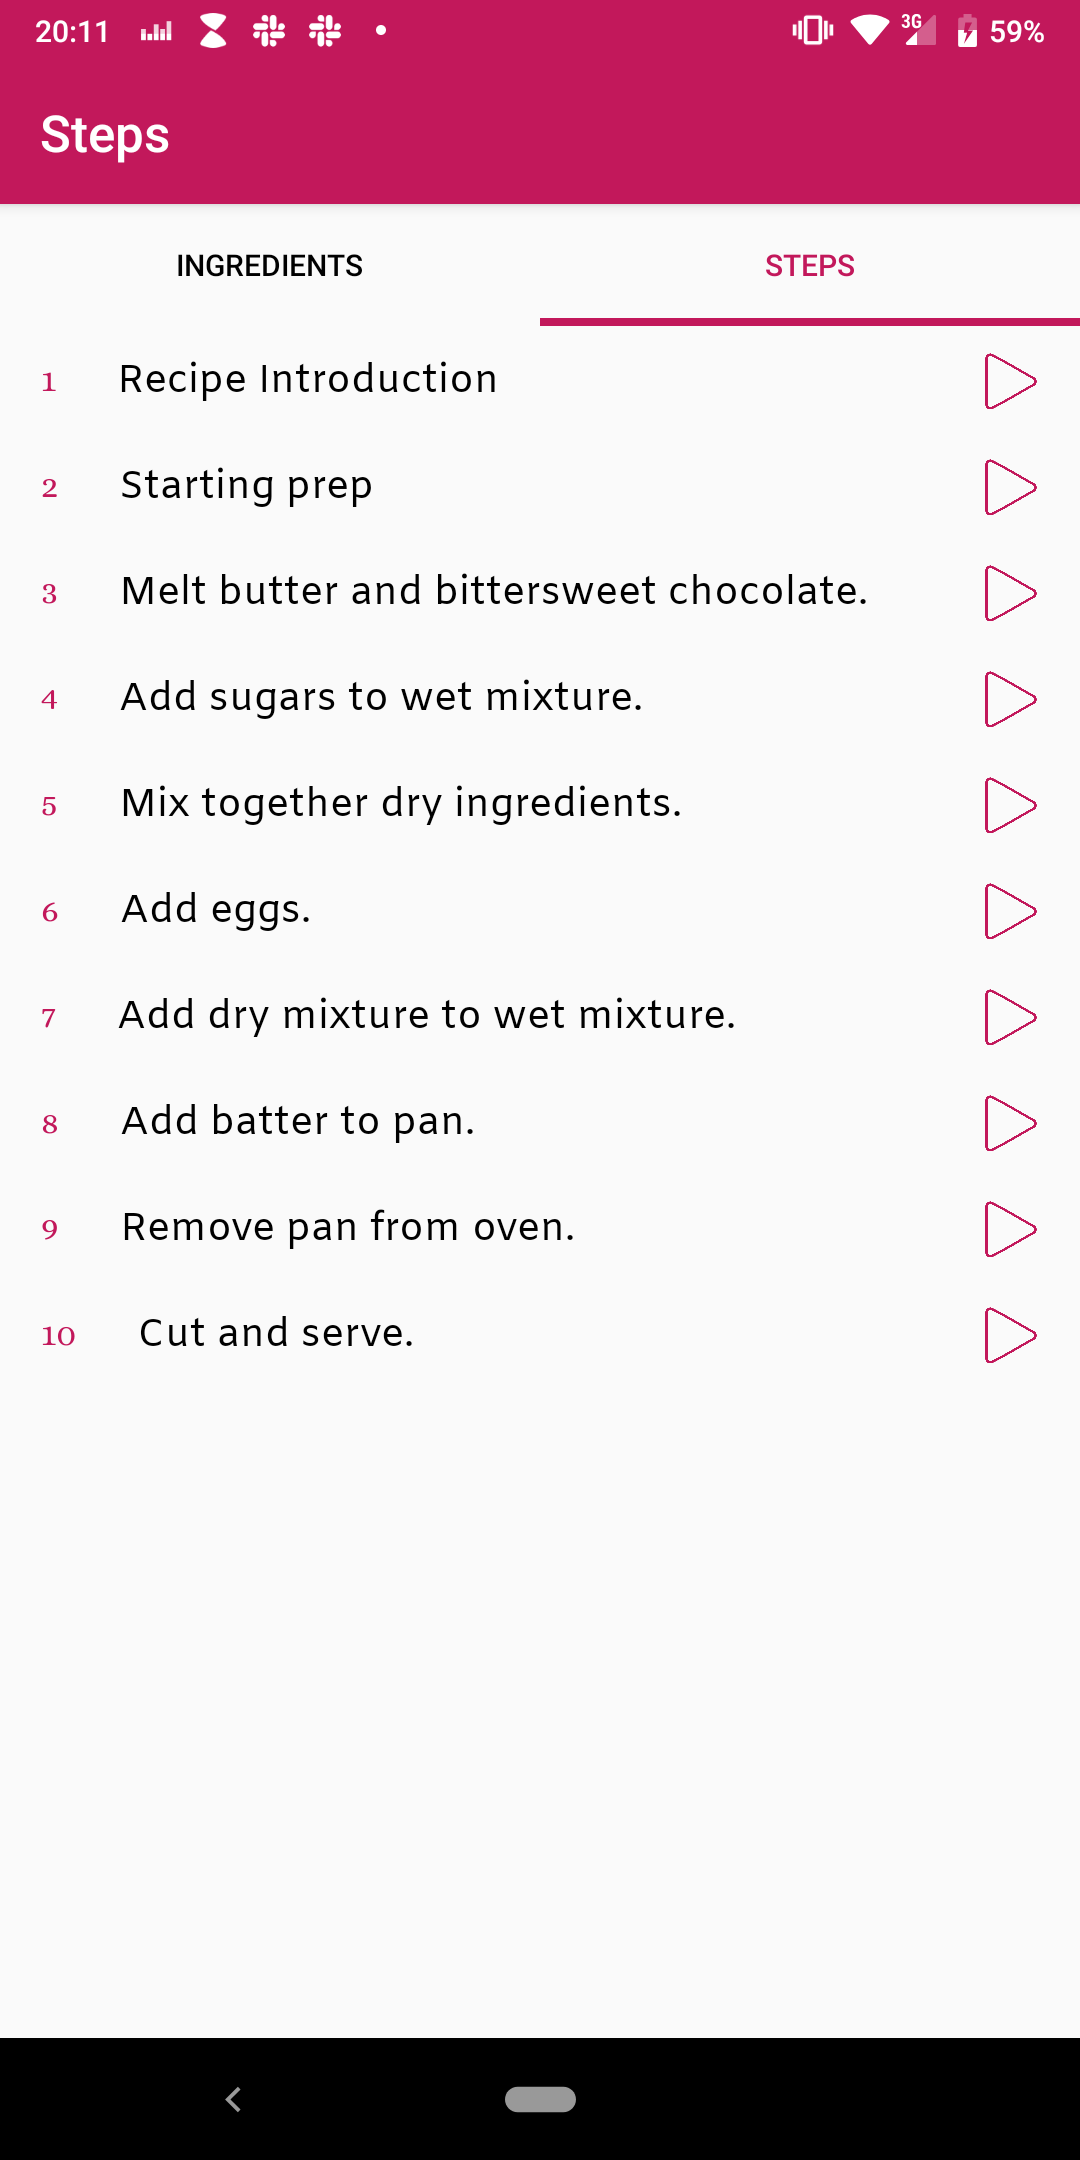 20:11 3G 59%
Steps
INGREDIENTS STEPS
1 Recipe Introduction
2 Starting prep
3 Melt butter and bittersweet chocolate.
4 Add sugars to wet mixture.
5 Mix together dry ingredients.
6 Add eggs.
7 Add dry mixture to wet mixture.
8 Add batter to pan.
9 Remove pan from oven.
10 Cut and serve.